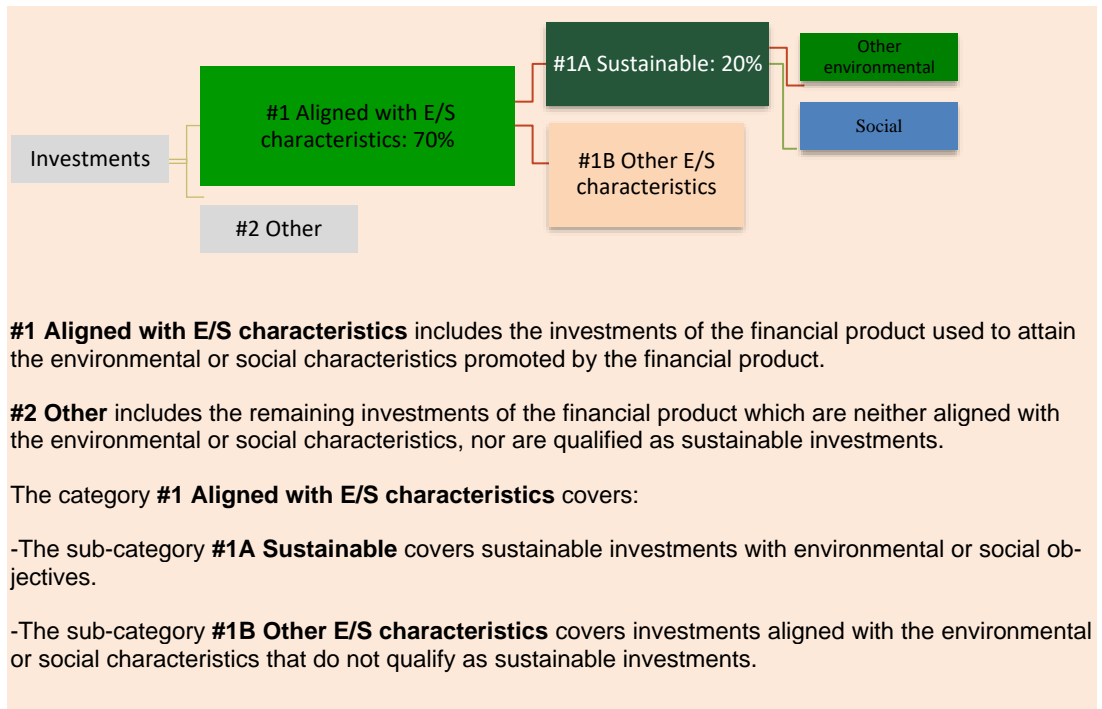 Investments
#1 Aligned with E/S
characteristics: 70%
#2 Other
#1A Sustainable: 20%
#1B Other E/S
characteristics
Other
environmental
Social
#1 Aligned with E/S characteristics includes the investments of the financial product used to attain
the environmental or social characteristics promoted by the financial product.
#2 Other includes the remaining investments of the financial product which are neither aligned with
the environmental or social characteristics, nor are qualified as sustainable investments.
The category #1 Aligned with E/S characteristics covers:
-The sub-category #1A Sustainable covers sustainable investments with environmental or social ob-
jectives.
-The sub-category #1B Other E/S characteristics covers investments aligned with the environmental
or social characteristics that do not qualify as sustainable investments.